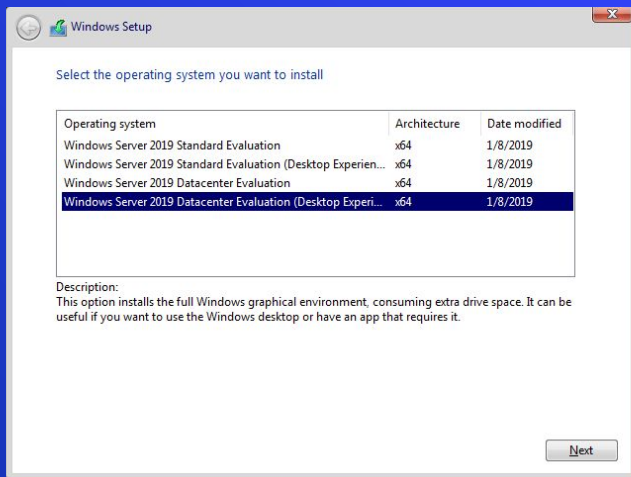 Windows Setup
Select the operating system you want to install
Operating system Architecture Date modified
Windows Server 2019 Standard Evaluation x64 1/8/2019
Windows Server 2019 Standard Evaluation (Desktop Experien... x64 1/8/2019
Windows Server 2019 Datacenter Evaluation x64 1/8/2019
Windows Server 2019 Datacenter Evaluation (Desktop Experi... x64 1/8/2019
Description:
This option installs the full Windows graphical environment, consuming extra drive space. It can be
useful if you want to use the Windows desktop or have an app that requires it.
Next